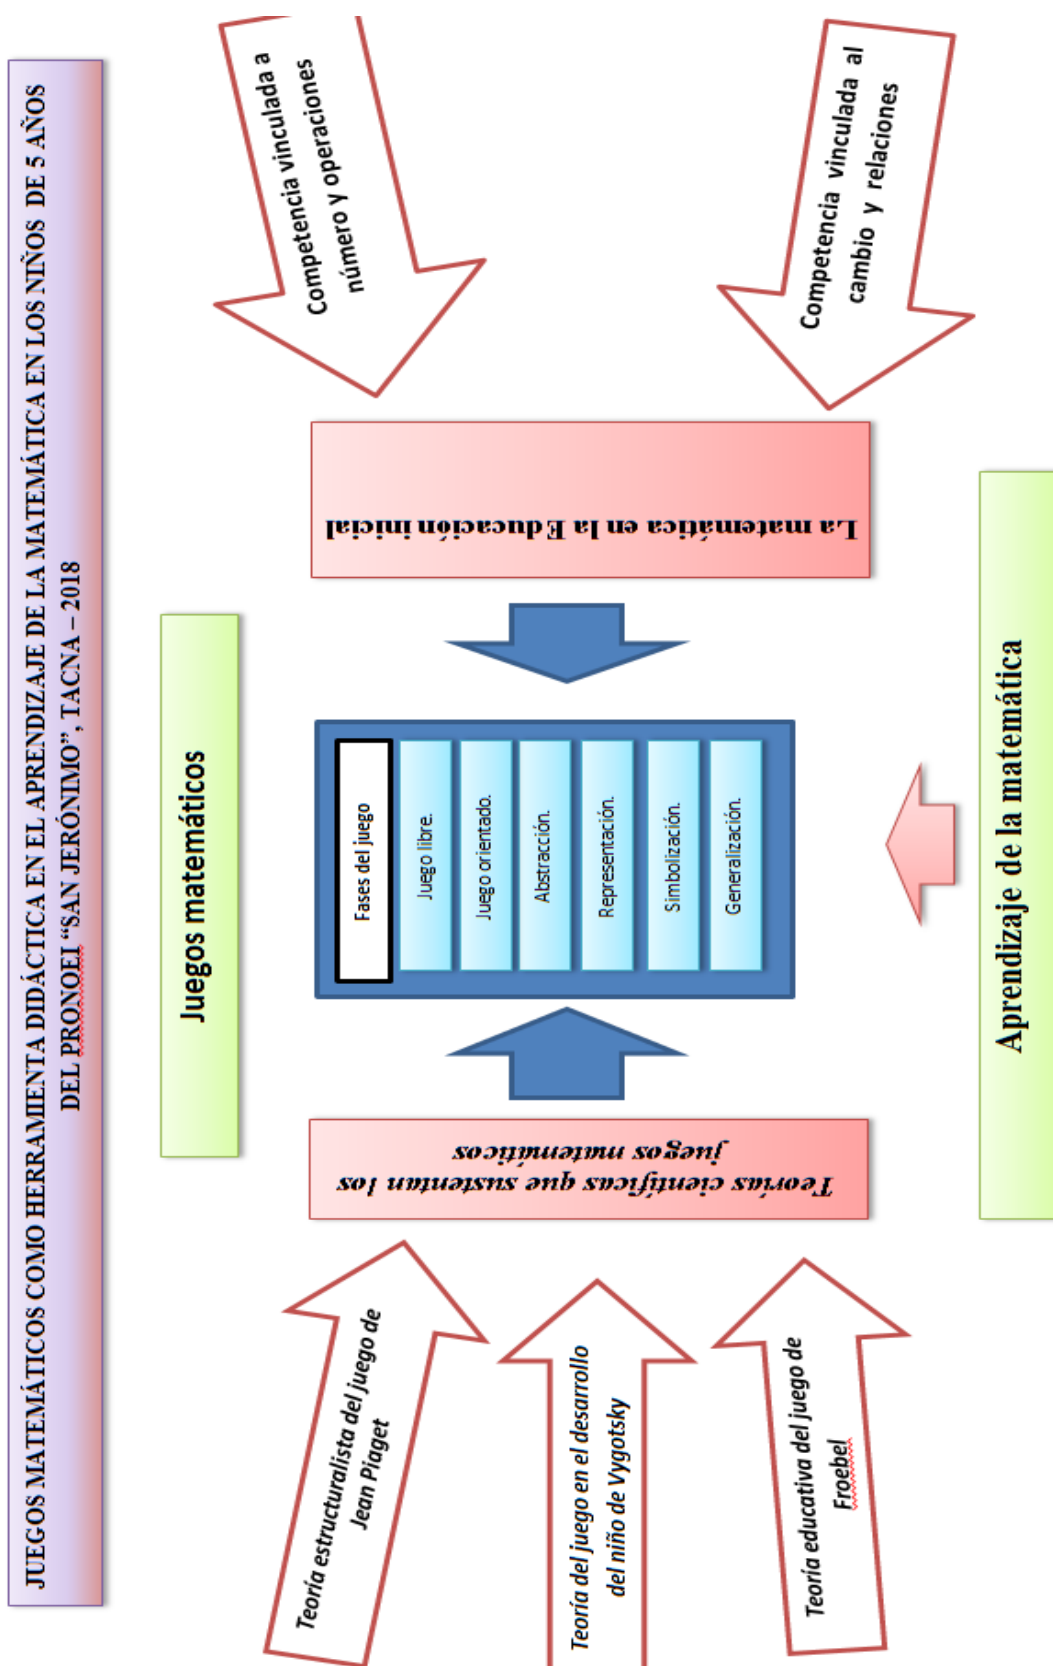 JUEGOS MATEMÁTICOS COMO HERRAMIENTA DIDÁCTICA EN EL APRENDIZAJE DE LA MATEMÁTICA EN LOS NIÑOS DE 5 AÑOS
DEL PRONOEI “SAN JERÓNIMO”, TACNA – 2018
Juegos matemáticos
Teoría estructuralista del juego de
Jean Piaget
Teoría del juego en el desarrollo
del niño de Vygotsky
Teoría educativa del juego de
Froebel
Teorías científicas que sustentan los
juegos matemáticos
Fases del juego
Juego libre.
Juego orientado.
Abstracción.
Representación.
Simbolización.
Generalización.
La matemática en la Educación inicial
Competencia vinculada a
número y operaciones
Competencia vinculada al
cambio y relaciones
Aprendizaje de la matemática